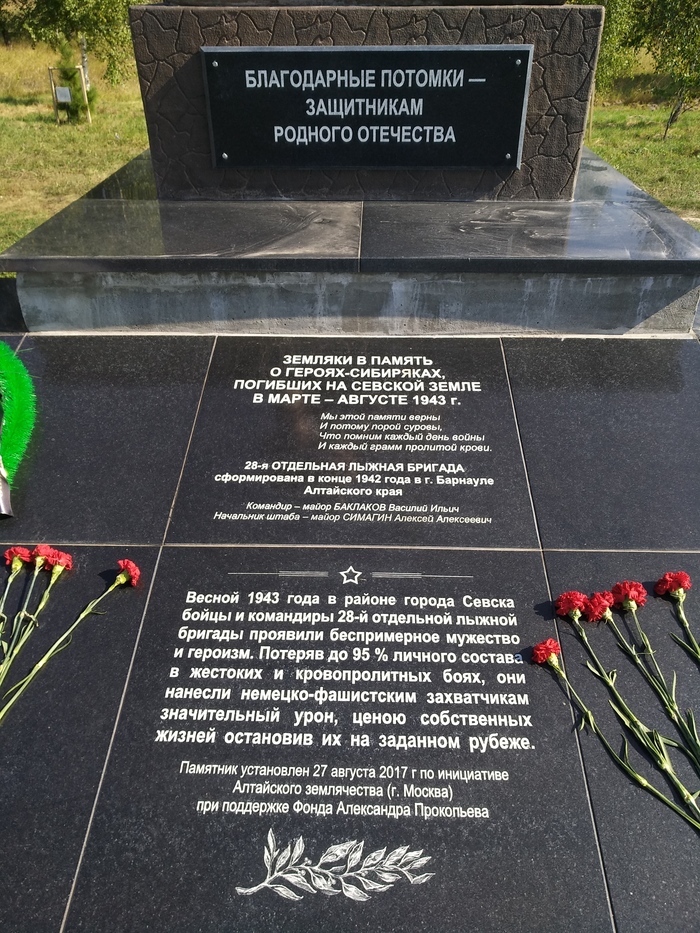 БЛАГОДАРНЫЕ ПОТОМКИ —
ЗАЩИТНИКАМ
РОДНОГО ОТЕЧЕСТВА
ЗЕМЛЯКИ В ПАМЯТЬ
О ГЕРОЯХ-СИБИРЯКАХ,
ПОГИБШИХ НА СЕВСКОЙ ЗЕМЛЕ
В МАРТЕ – АВГУСТЕ 1943 г.
Мы этой памяти верны
И потому порой суровы,
Что помним каждый день войны
И каждый грамм пролитой крови.
28-я ОТДЕЛЬНАЯ ЛЫЖНАЯ БРИГАДА
сформирована в конце 1942 года в г. Барнауле
Алтайского края
Командир – майор БАКЛАКОВ Василий Ильич
Начальник штаба – майор СИМАГИН Алексей Алексеевич
Весной 1943 года в районе города Севска
бойцы и командиры 28-й отдельной лыжной
бригады проявили беспримерное мужество
и героизм. Потеряв до 95 % личного состава
в жестоких и кровопролитных боях, они
нанесли немецко-фашистским захватчикам
значительный урон, ценою собственных
жизней остановив их на заданном рубеже.
Памятник установлен 27 августа 2017 г по инициативе
Алтайского землячества (г. Москва)
при поддержке Фонда Александра Прокопьева